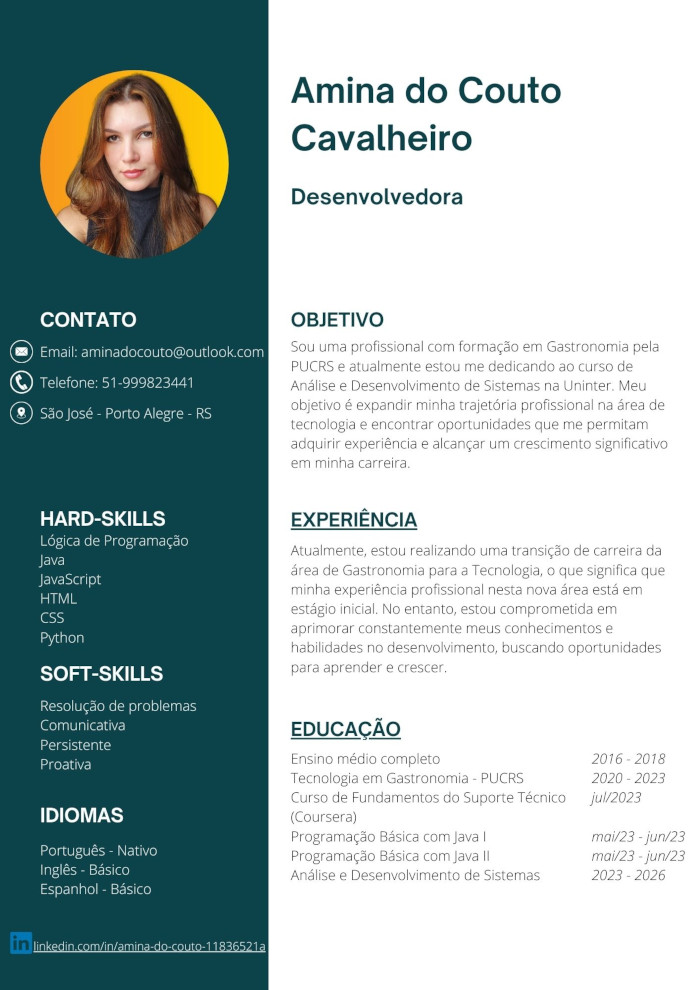 Amina do Couto
Cavalheiro
Desenvolvedora
CONTATO
Email: aminadocouto@outlook.com
Telefone: 51-999823441
São José - Porto Alegre - RS
HARD-SKILLS
Lógica de Programação
Java
JavaScript
HTML
CSS
Python
SOFT-SKILLS
Resolução de problemas
Comunicativa
Persistente
Proativa
IDIOMAS
Português - Nativo
Inglês - Básico
Espanhol - Básico
in linkedin.com/in/amina-do-couto-11836521a
OBJETIVO
Sou uma profissional com formação em Gastronomia pela
PUCRS e atualmente estou me dedicando ao curso de
Análise e Desenvolvimento de Sistemas na Uninter. Meu
objetivo é expandir minha trajetória profissional na área de
tecnologia e encontrar oportunidades que me permitam
adquirir experiência e alcançar um crescimento significativo
em minha carreira.
EXPERIÊNCIA
Atualmente, estou realizando uma transição de carreira da
área de Gastronomia para a Tecnologia, o que significa que
minha experiência profissional nesta nova área está em
estágio inicial. No entanto, estou comprometida em
aprimorar constantemente meus conhecimentos e
habilidades no desenvolvimento, buscando oportunidades
para aprender e crescer.
EDUCAÇÃO
Ensino médio completo 2016 - 2018
Tecnologia em Gastronomia - PUCRS 2020 - 2023
Curso de Fundamentos do Suporte Técnico jul/2023
(Coursera)
Programação Básica com Java I mai/23 - jun/23
Programação Básica com Java II mai/23 - jun/23
Análise e Desenvolvimento de Sistemas 2023 - 2026